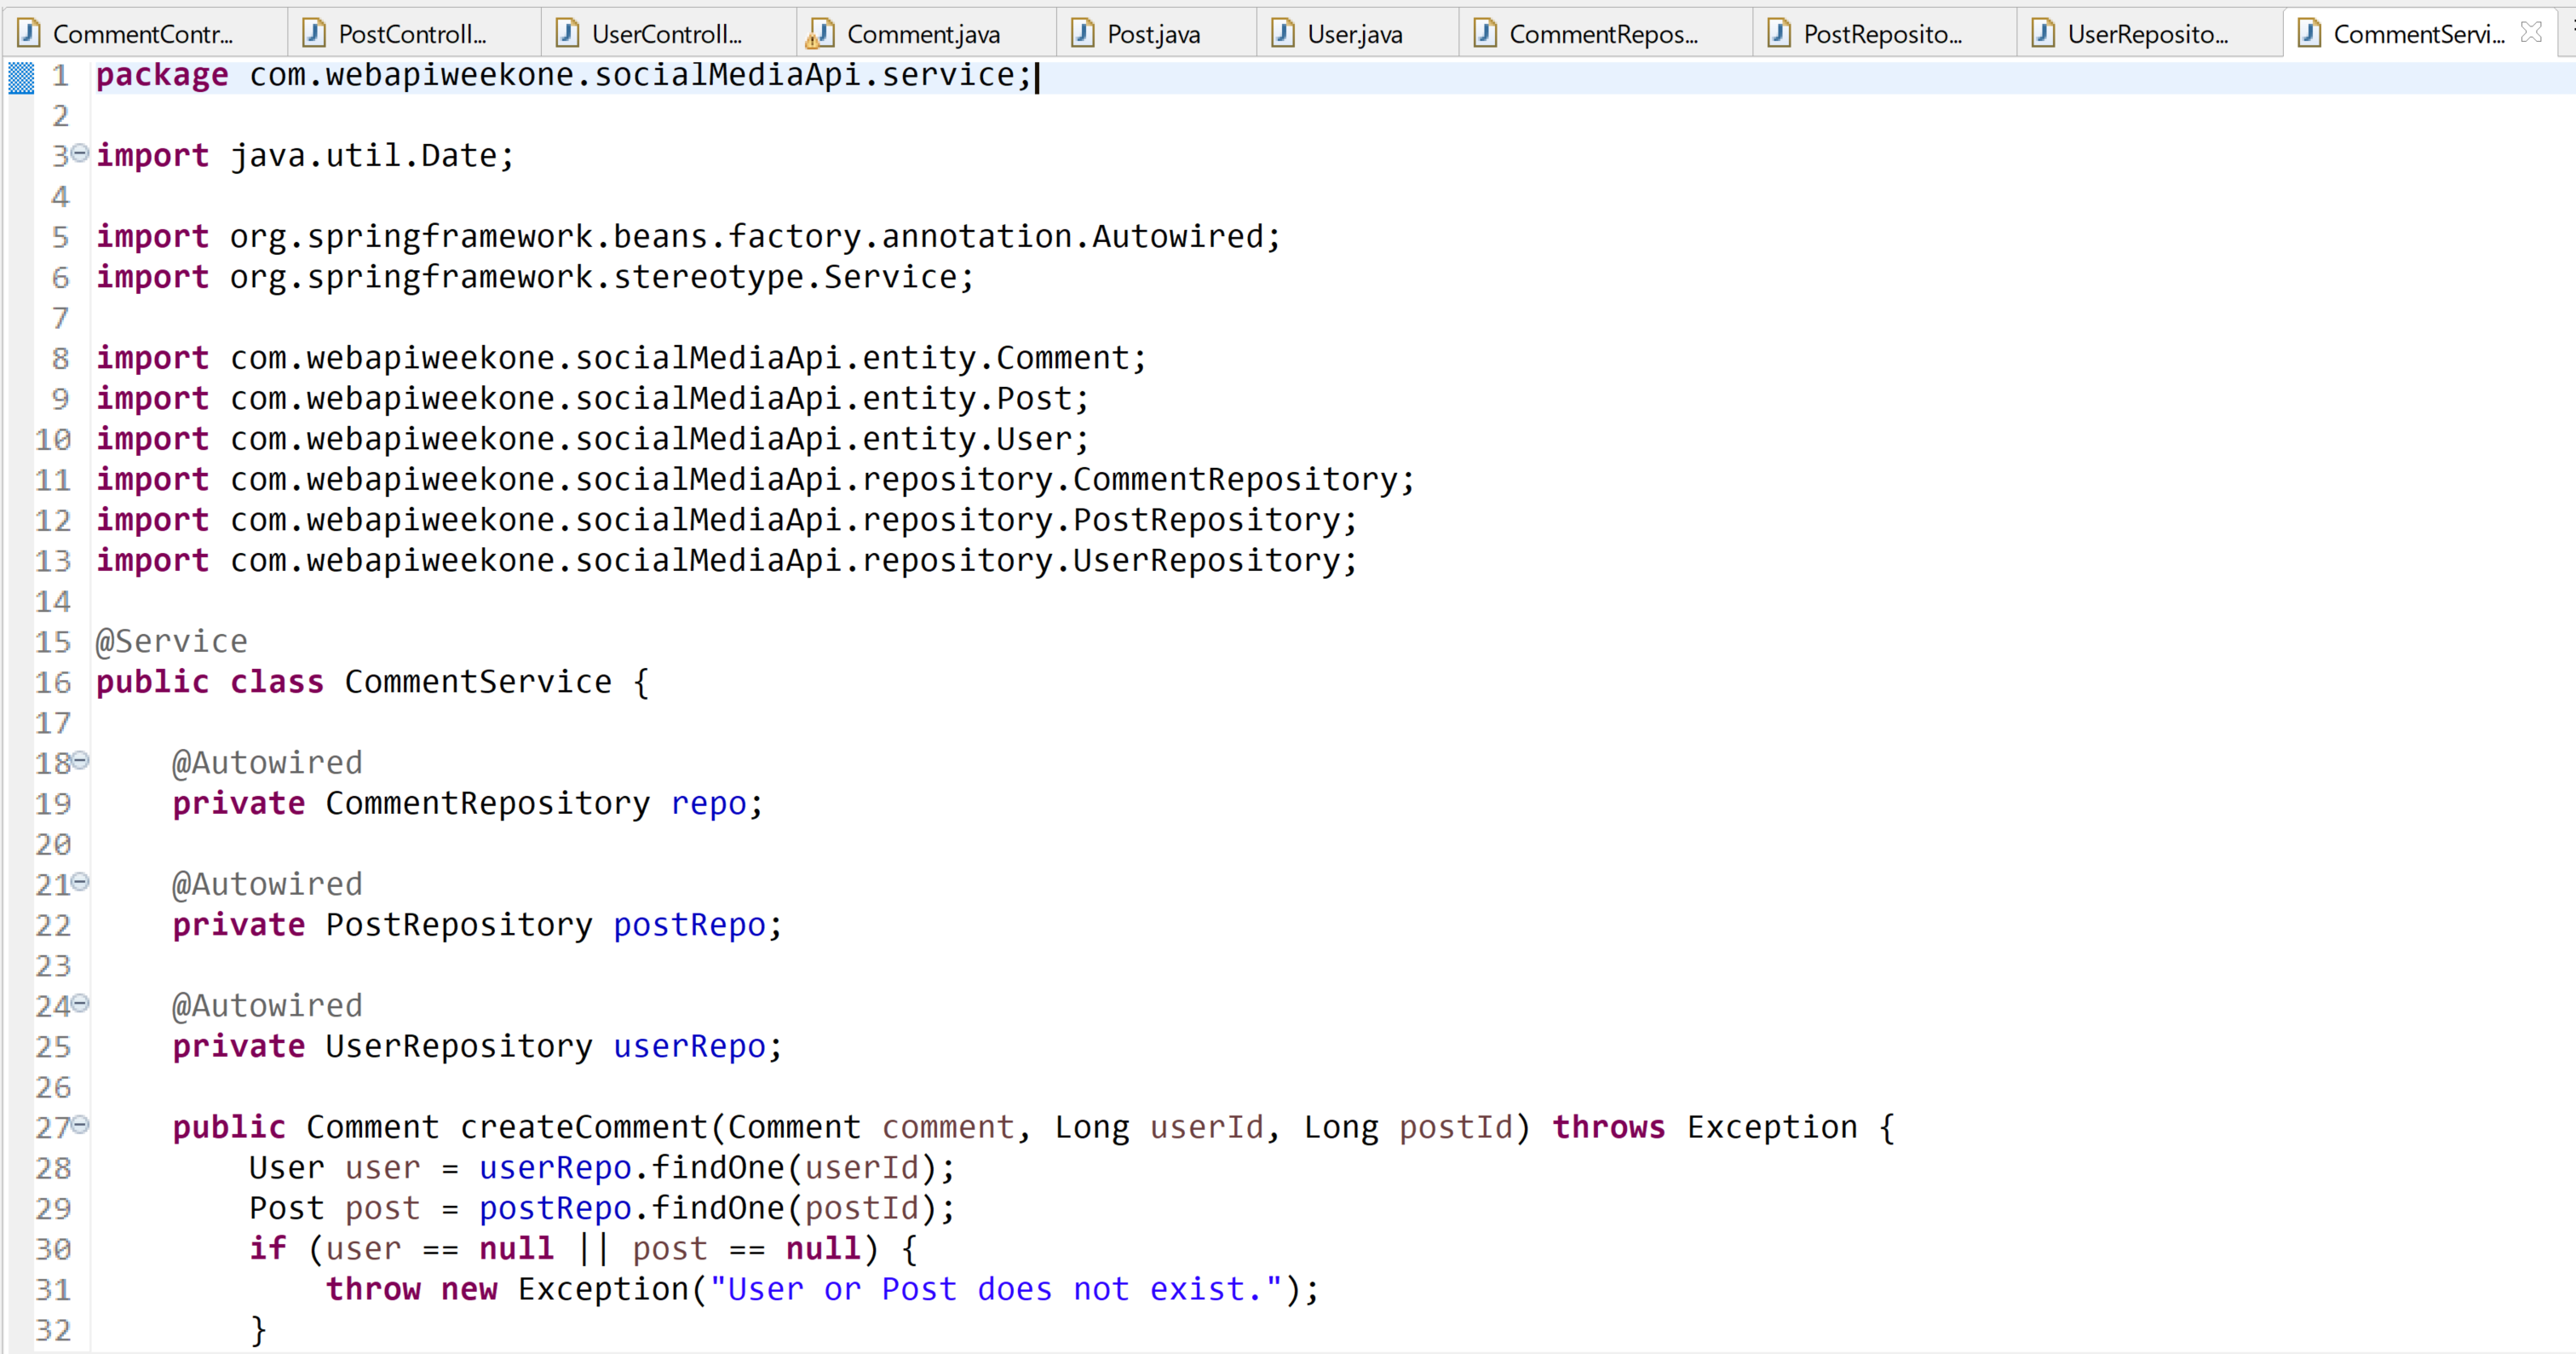 CommentContr... PostControll... UserControll... Comment.java Post.java User.java CommentRepos... PostReposito... UserReposito... CommentServi...
1 package com.webapiweekone.socialMediaApi.service;
2
3 import java.util.Date;
4
5 import org.springframework.beans.factory.annotation.Autowired;
6 import org.springframework.stereotype.Service;
7
8 import com.webapiweekone.socialMediaApi.entity.Comment;
9 import com.webapiweekone.socialMediaApi.entity.Post;
10 import com.webapiweekone.socialMediaApi.entity.User;
11 import com.webapiweekone.socialMediaApi.repository.CommentRepository;
12 import com.webapiweekone.socialMediaApi.repository.PostRepository;
13 import com.webapiweekone.socialMediaApi.repository.UserRepository;
14
15 @Service
16 public class CommentService {
17
18 @Autowired
19 private CommentRepository repo;
20
21 @Autowired
22 private PostRepository postRepo;
23
24 @Autowired
25 private UserRepository userRepo;
26
27 public Comment createComment(Comment comment, Long userId, Long postId) throws Exception {
28 User user = userRepo.findOne(userId);
29 Post post = postRepo.findOne(postId);
30 if (user == null || post == null) {
31 throw new Exception("User or Post does not exist.");
32 }